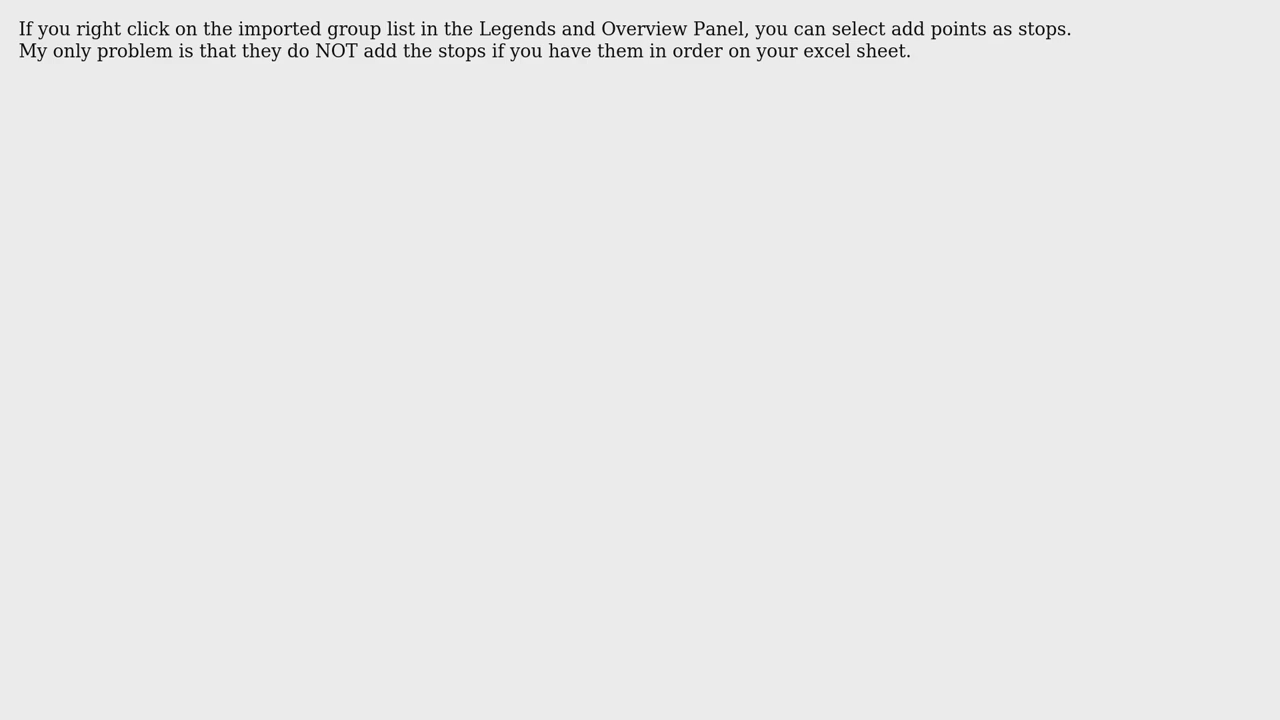 If you right click on the imported group list in the Legends and Overview Panel, you can select add points as stops.
My only problem is that they do NOT add the stops if you have them in order on your excel sheet.